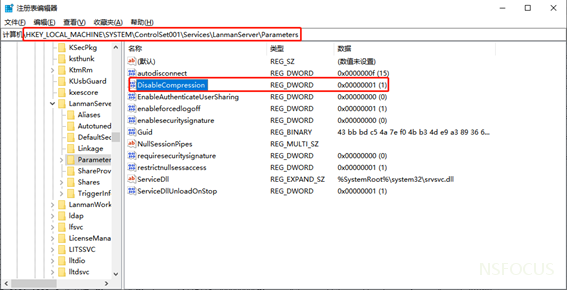 注册表编辑器
文件(F) 编辑(E) 查看(V) 收藏夹(A) 帮助(H)
计算机\HKEY_LOCAL_MACHINE\SYSTEM\ControlSet001\Services\LanmanServer\Parameters
KSecPkg
ksthunk
KtmRm
KUsbGuard
kxescore
LanmanServer
Aliases
Autotuned
DefaultSec
Linkage
Parameter
ShareProv
Shares
TriggerInf
LanmanWork
ldap
lfsvc
LicenseMana
LITSSVC
lltdio
lltdsvc
名称 类型 数据
(默认) REG_SZ (数值未设置)
autodisconnect REG_DWORD 0x0000000f (15)
DisableCompression REG_DWORD 0x00000001 (1)
EnableAuthenticateUserSharing REG_DWORD 0x00000000 (0)
enableforcedlogoff REG_DWORD 0x00000001 (1)
enablesecuritysignature REG_DWORD 0x00000000 (0)
Guid REG_BINARY 43 bb bd c5 4a 7e f0 4b b3 4d e9 a3 89 36 6...
NullSessionPipes REG_MULTI_SZ
requiresecuritysignature REG_DWORD 0x00000000 (0)
restrictnullsessaccess REG_DWORD 0x00000001 (1)
ServiceDll REG_EXPAND_SZ %SystemRoot%\system32\srvsvc.dll
ServiceDllUnloadOnStop REG_DWORD 0x00000001 (1)
NSFOCUS